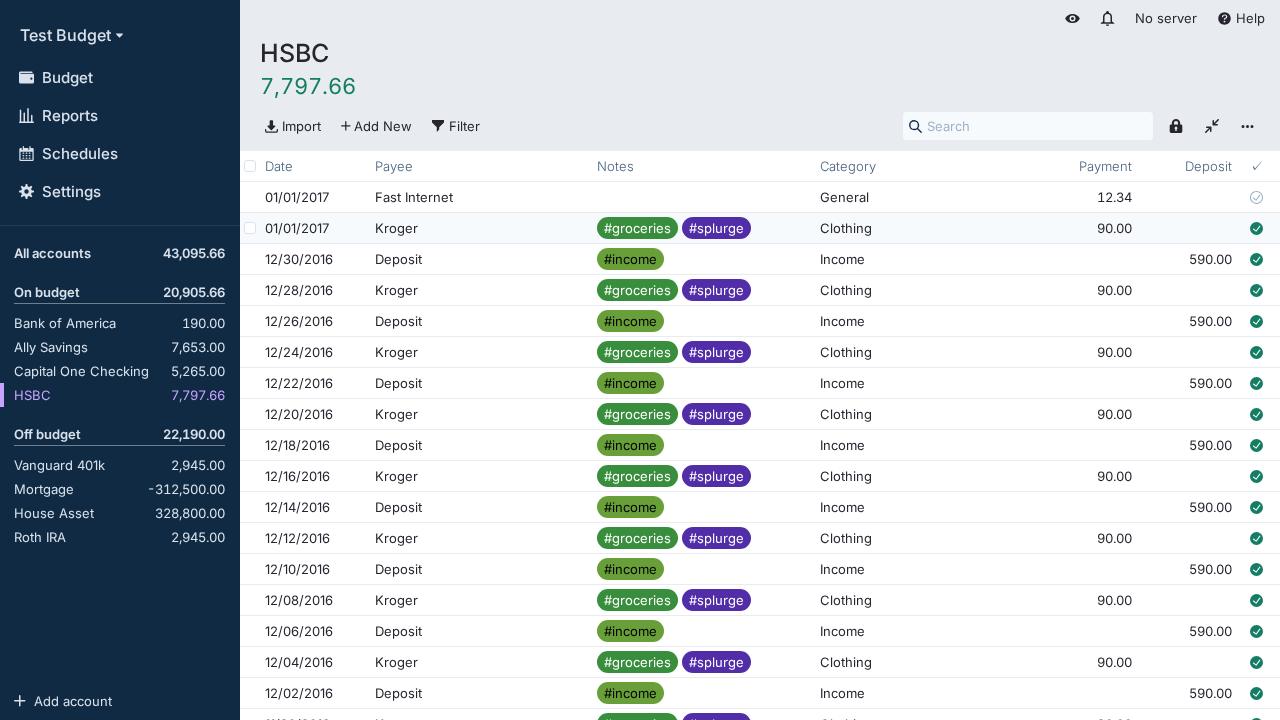 Test Budget
Budget
Reports
Schedules
Settings
All accounts 43,095.66
On budget 20,905.66
Bank of America 190.00
Ally Savings 7,653.00
Capital One Checking 5,265.00
HSBC 7,797.66
Off budget 22,190.00
Vanguard 401k 2,945.00
Mortgage -312,500.00
House Asset 328,800.00
Roth IRA 2,945.00
Add account
No server Help
HSBC
7,797.66
Import Add New Filter Search
Date Payee Notes Category Payment Deposit ✓
01/01/2017 Fast Internet General 12.34
01/01/2017 Kroger #groceries #splurge Clothing 90.00
12/30/2016 Deposit #income Income 590.00
12/28/2016 Kroger #groceries #splurge Clothing 90.00
12/26/2016 Deposit #income Income 590.00
12/24/2016 Kroger #groceries #splurge Clothing 90.00
12/22/2016 Deposit #income Income 590.00
12/20/2016 Kroger #groceries #splurge Clothing 90.00
12/18/2016 Deposit #income Income 590.00
12/16/2016 Kroger #groceries #splurge Clothing 90.00
12/14/2016 Deposit #income Income 590.00
12/12/2016 Kroger #groceries #splurge Clothing 90.00
12/10/2016 Deposit #income Income 590.00
12/08/2016 Kroger #groceries #splurge Clothing 90.00
12/06/2016 Deposit #income Income 590.00
12/04/2016 Kroger #groceries #splurge Clothing 90.00
12/02/2016 Deposit #income Income 590.00